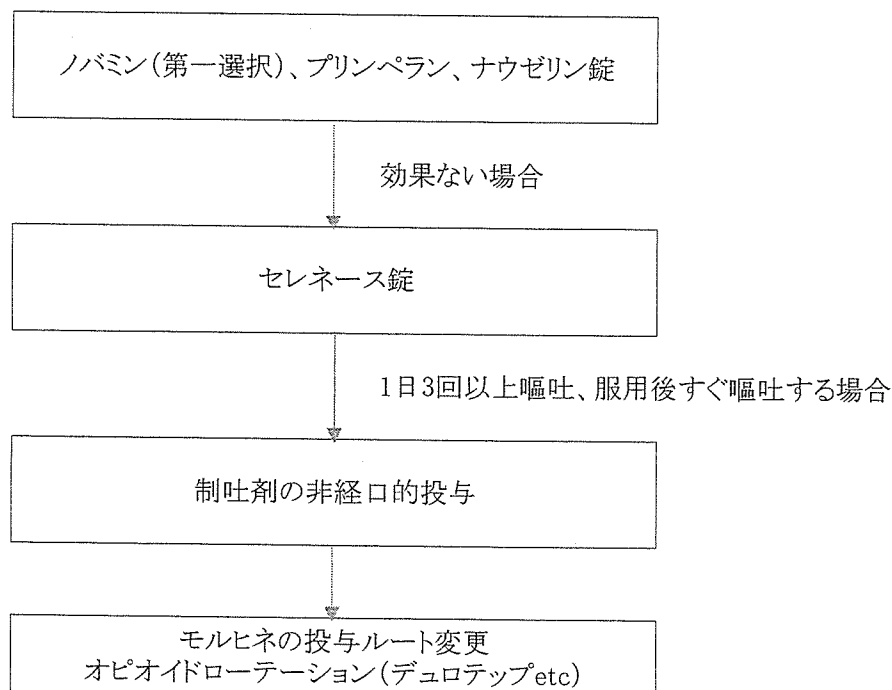 ノバミン(第一選択)、プリンペラン、ナウゼリン錠
効果ない場合
セレネース錠
1日3回以上嘔吐、服用後すぐ嘔吐する場合
制吐剤の非経口的投与
モルヒネの投与ルート変更
オピオイドローテーション(デュロテップetc)